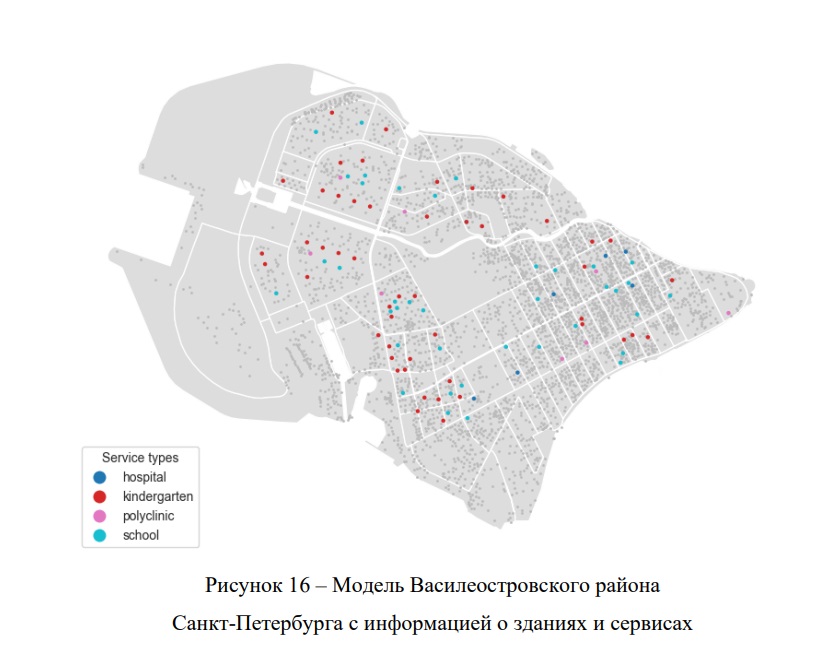 Service types
hospital
kindergarten
polyclinic
school
Рисунок 16 – Модель Василеостровского района
Санкт-Петербурга с информацией о зданиях и сервисах